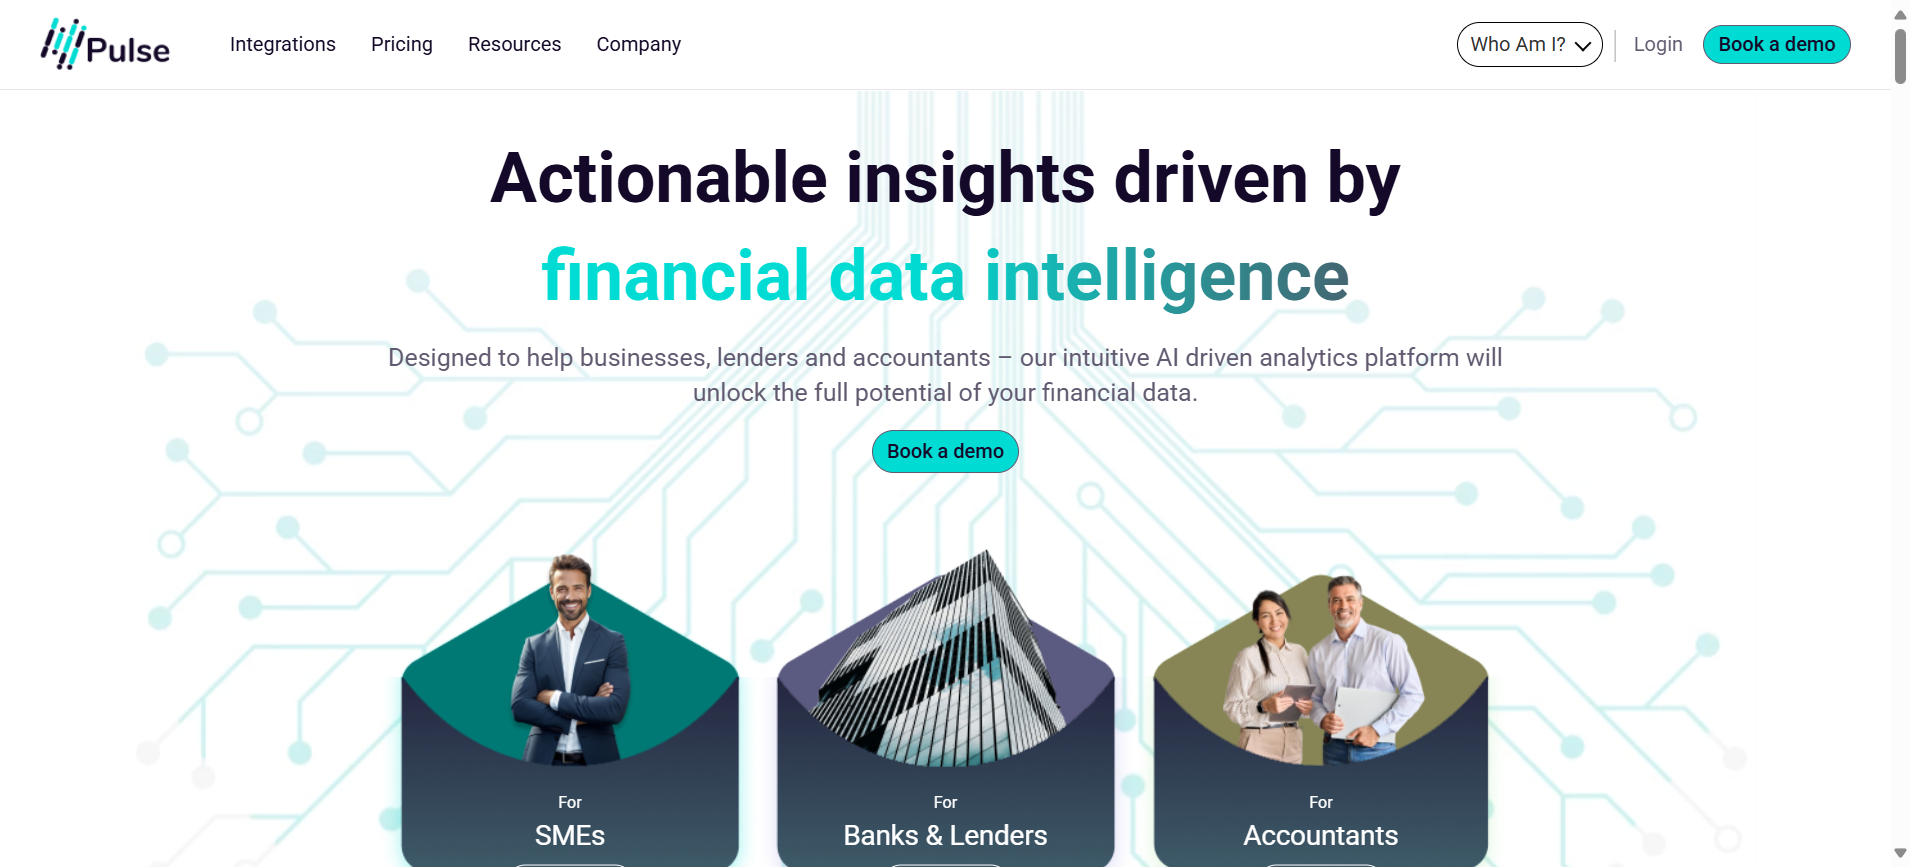 Pulse
Integrations
Pricing
Resources
Company
Who Am I?
Login
Book a demo
Actionable insights driven by
financial data intelligence
Designed to help businesses, lenders and accountants – our intuitive AI driven analytics platform will
unlock the full potential of your financial data.
Book a demo
For
SMEs
For
Banks & Lenders
For
Accountants